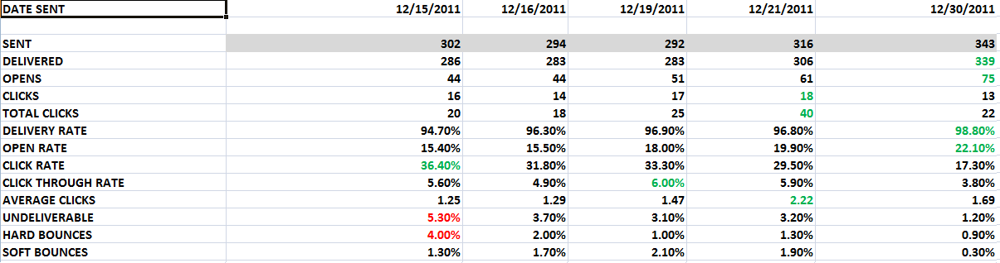 DATE SENT 12/15/2011 12/16/2011 12/19/2011 12/21/2011 12/30/2011
SENT 302 294 292 316 343
DELIVERED 286 283 283 306 339
OPENS 44 44 51 61 75
CLICKS 16 14 17 18 13
TOTAL CLICKS 20 18 25 40 22
DELIVERY RATE 94.70% 96.30% 96.90% 96.80% 98.80%
OPEN RATE 15.40% 15.50% 18.00% 19.90% 22.10%
CLICK RATE 36.40% 31.80% 33.30% 29.50% 17.30%
CLICK THROUGH RATE 5.60% 4.90% 6.00% 5.90% 3.80%
AVERAGE CLICKS 1.25 1.29 1.47 2.22 1.69
UNDELIVERABLE 5.30% 3.70% 3.10% 3.20% 1.20%
HARD BOUNCES 4.00% 2.00% 1.00% 1.30% 0.90%
SOFT BOUNCES 1.30% 1.70% 2.10% 1.90% 0.30%